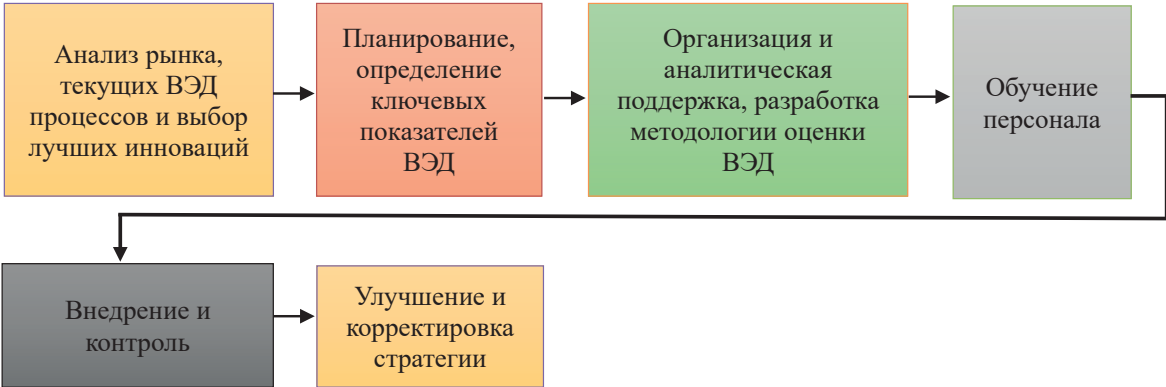 Анализ рынка,
текущих ВЭД
процессов и выбор
лучших инноваций
Планирование,
определение
ключевых
показателей
ВЭД
Организация и
аналитическая
поддержка, разработка
методологии оценки
ВЭД
Обучение
персонала
Внедрение и
контроль
Улучшение и
корректировка
стратегии